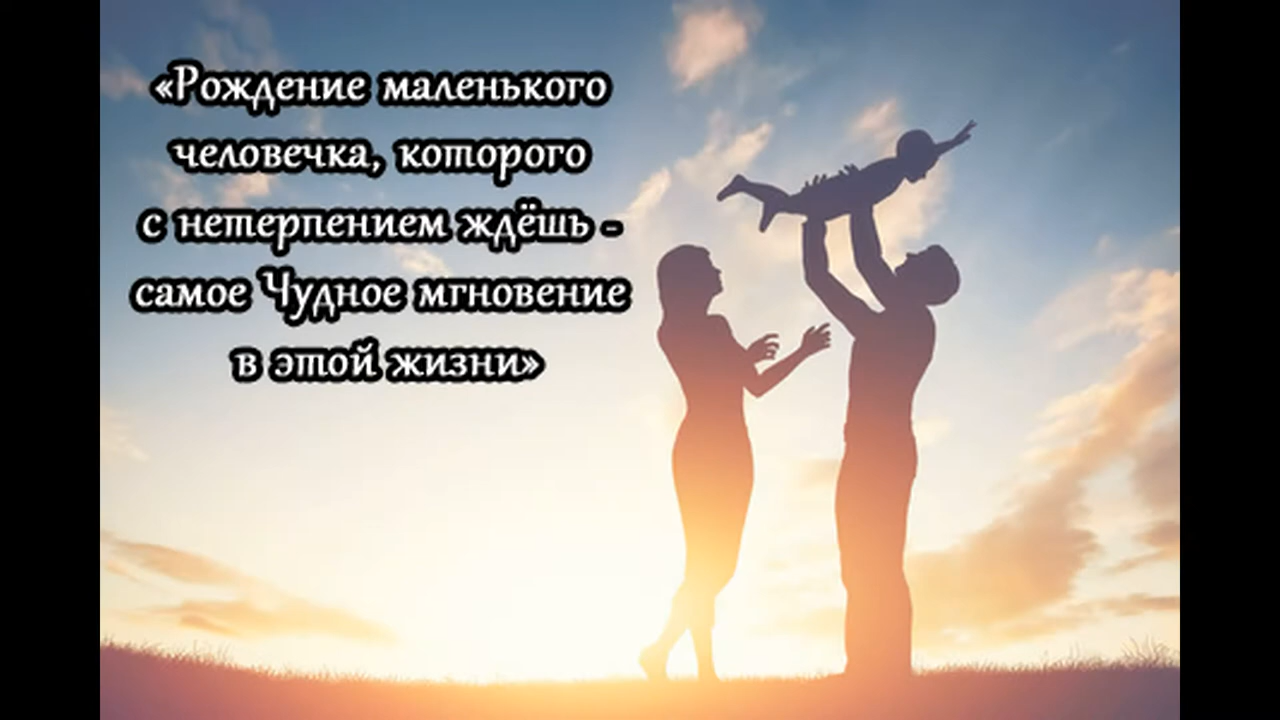 «Рождение маленького
человечка, которого
с нетерпением ждёшь -
самое Чудное мгновение
в этой жизни»